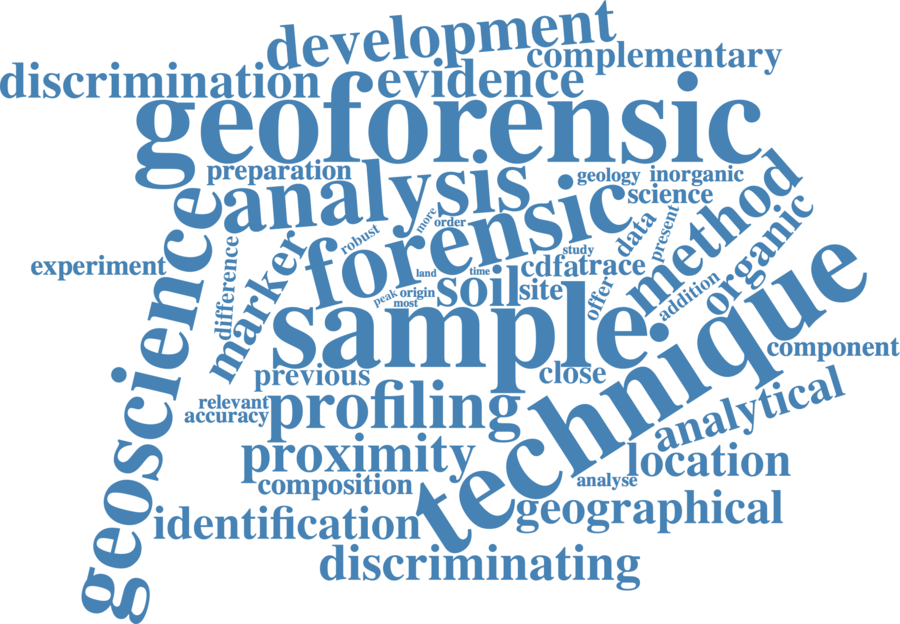 development
complementary
discrimination
evidence
geoforensic
preparation
analysis
geology
inorganic
science
method
forensic
more
order
robust
data
present
organic
geoscience
experiment
difference
marker
study
land
time
cdfa
trace
peak
origin
most
soil
site
offer
addition
sample
technique
component
previous
close
relevant
accuracy
profiling
analytical
proximity
location
composition
analyse
identification
geographical
discriminating